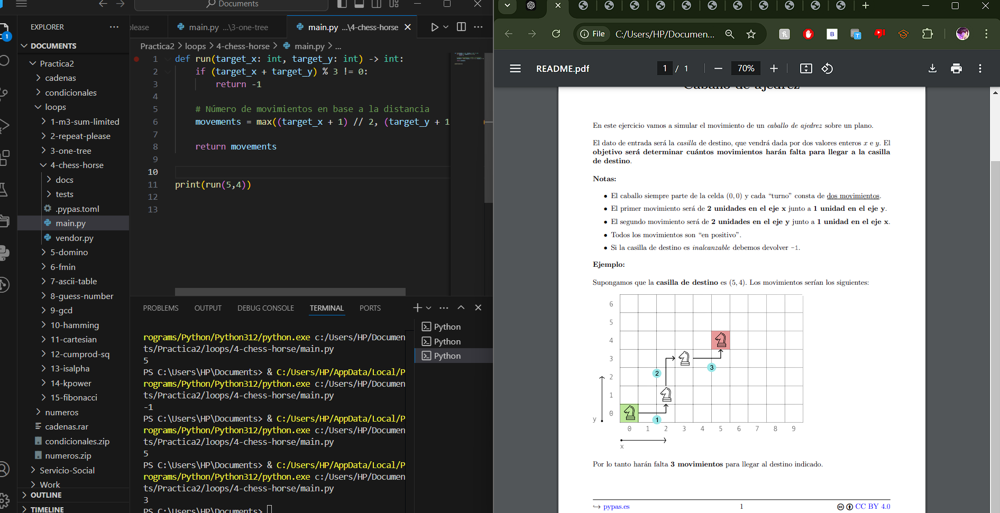 Documents
EXPLORER
DOCUMENTS
Practica2
cadenas
condicionales
loops
1-m3-sum-limited
2-repeat-please
3-one-tree
4-chess-horse
docs
tests
.pypas.toml
main.py
vendor.py
5-domino
6-fmin
7-ascii-table
8-guess-number
9-gcd
10-hamming
11-cartesian
12-cumprod-sq
13-isalpha
14-kpower
15-fibonacci
numeros
cadenas.rar
condicionales.zip
numeros.zip
Servicio-Social
Work
OUTLINE
TIMELINE
1
please main.py ...\3-one-tree main.py ...\4-chess-horse
Practica2 > loops > 4-chess-horse > main.py > ...
1 def run(target_x: int, target_y: int) -> int:
2 if (target_x + target_y) % 3 != 0:
3 return -1
4
5 # Número de movimientos en base a la distancia
6 movements = max((target_x + 1) // 2, (target_y + 1
7
8 return movements
9
10
11 print(run(5,4))
12
13
PROBLEMS OUTPUT DEBUG CONSOLE TERMINAL PORTS
rograms/Python/Python312/python.exe c:/Users/HP/Documen
ts/Practica2/loops/4-chess-horse/main.py
5
PS C:\Users\HP\Documents> & C:/Users/HP/AppData/Local/P
rograms/Python/Python312/python.exe c:/Users/HP/Documen
ts/Practica2/loops/4-chess-horse/main.py
-1
PS C:\Users\HP\Documents> & C:/Users/HP/AppData/Local/P
rograms/Python/Python312/python.exe c:/Users/HP/Documen
ts/Practica2/loops/4-chess-horse/main.py
5
PS C:\Users\HP\Documents> & C:/Users/HP/AppData/Local/P
rograms/Python/Python312/python.exe c:/Users/HP/Documen
ts/Practica2/loops/4-chess-horse/main.py
3
PS C:\Users\HP\Documents>
Python
Python
Python
File C:/Users/HP/Documen...
B
README.pdf 1 / 1 70%
Caballo de ajedrez
En este ejercicio vamos a simular el movimiento de un caballo de ajedrez sobre un plano.
El dato de entrada será la casilla de destino, que vendrá dada por dos valores enteros x e y. El
objetivo será determinar cuántos movimientos harán falta para llegar a la casilla
de destino.
Notas:
• El caballo siempre parte de la celda (0, 0) y cada “turno” consta de dos movimientos.
• El primer movimiento será de 2 unidades en el eje x junto a 1 unidad en el eje y.
• El segundo movimiento será de 2 unidades en el eje y junto a 1 unidad en el eje x.
• Todos los movimientos son “en positivo”.
• Si la casilla de destino es inalcanzable debemos devolver -1.
Ejemplo:
Supongamos que la casilla de destino es (5, 4). Los movimientos serían los siguientes:
6
5
4
3
2
1
0
y
1
2
3
0 1 2 3 4 5 6 7 8 9
x
Por lo tanto harán falta 3 movimientos para llegar al destino indicado.
↪ pypas.es 1 CC BY 4.0